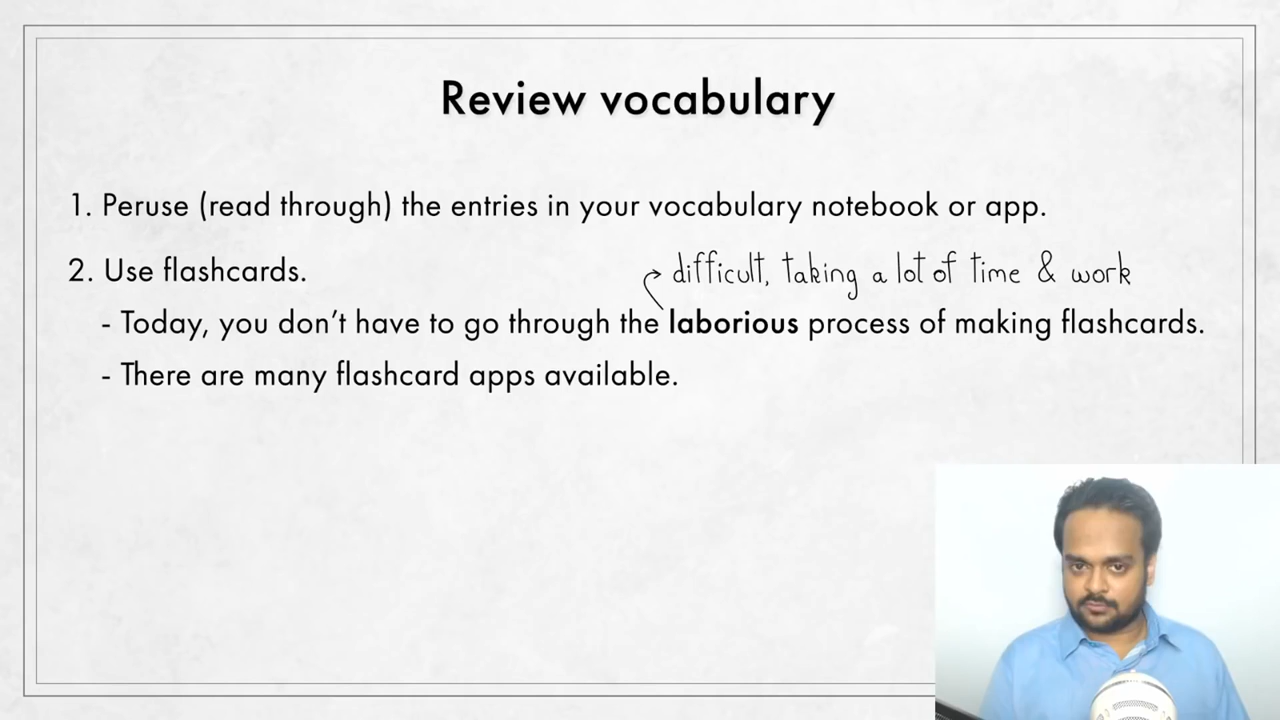 Review vocabulary
1. Peruse (read through) the entries in your vocabulary notebook or app.
2. Use flashcards.
difficult, taking a lot of time & work
- Today, you don’t have to go through the laborious process of making flashcards.
- There are many flashcard apps available.